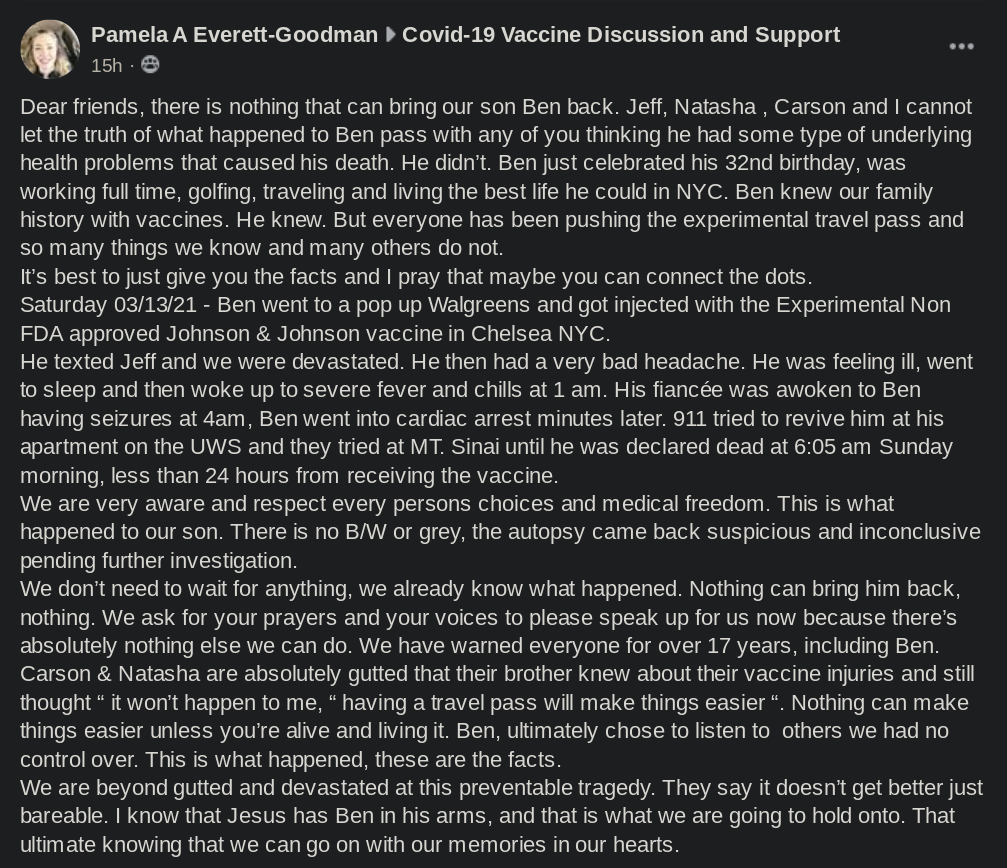 Pamela A Everett-Goodman ▶ Covid-19 Vaccine Discussion and Support
15h ·
Dear friends, there is nothing that can bring our son Ben back. Jeff, Natasha , Carson and I cannot
let the truth of what happened to Ben pass with any of you thinking he had some type of underlying
health problems that caused his death. He didn’t. Ben just celebrated his 32nd birthday, was
working full time, golfing, traveling and living the best life he could in NYC. Ben knew our family
history with vaccines. He knew. But everyone has been pushing the experimental travel pass and
so many things we know and many others do not.
It’s best to just give you the facts and I pray that maybe you can connect the dots.
Saturday 03/13/21 - Ben went to a pop up Walgreens and got injected with the Experimental Non
FDA approved Johnson & Johnson vaccine in Chelsea NYC.
He texted Jeff and we were devastated. He then had a very bad headache. He was feeling ill, went
to sleep and then woke up to severe fever and chills at 1 am. His fiancée was awoken to Ben
having seizures at 4am, Ben went into cardiac arrest minutes later. 911 tried to revive him at his
apartment on the UWS and they tried at MT. Sinai until he was declared dead at 6:05 am Sunday
morning, less than 24 hours from receiving the vaccine.
We are very aware and respect every persons choices and medical freedom. This is what
happened to our son. There is no B/W or grey, the autopsy came back suspicious and inconclusive
pending further investigation.
We don’t need to wait for anything, we already know what happened. Nothing can bring him back,
nothing. We ask for your prayers and your voices to please speak up for us now because there’s
absolutely nothing else we can do. We have warned everyone for over 17 years, including Ben.
Carson & Natasha are absolutely gutted that their brother knew about their vaccine injuries and still
thought “ it won’t happen to me, “ having a travel pass will make things easier “. Nothing can make
things easier unless you’re alive and living it. Ben, ultimately chose to listen to  others we had no
control over. This is what happened, these are the facts.
We are beyond gutted and devastated at this preventable tragedy. They say it doesn’t get better just
bareable. I know that Jesus has Ben in his arms, and that is what we are going to hold onto. That
ultimate knowing that we can go on with our memories in our hearts.